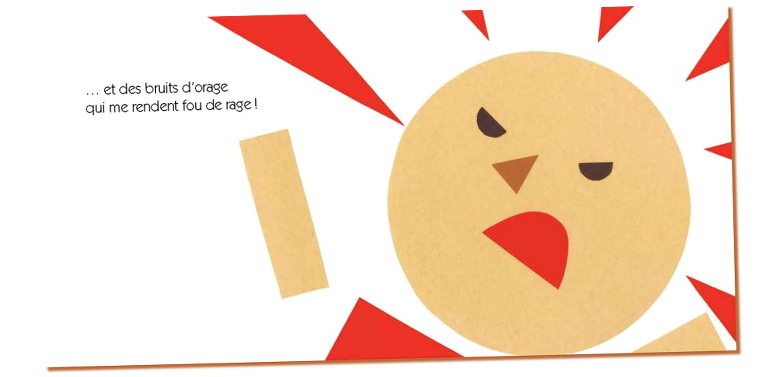 ... et des bruits d'orage
qui me rendent fou de rage !